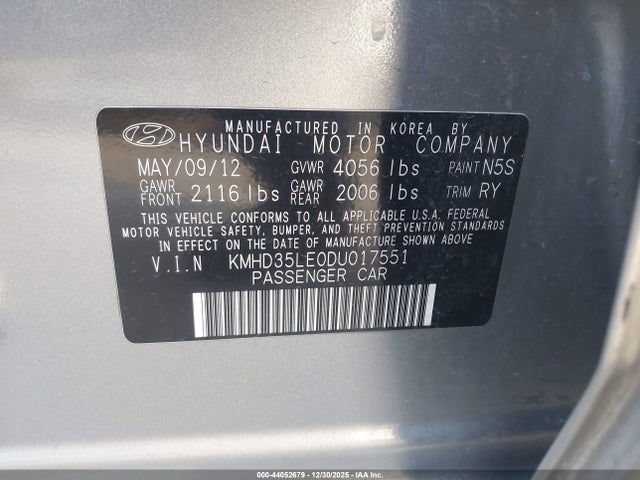 MANUFACTURED IN KOREA BY
HYUNDAI MOTOR COMPANY
MAY/09/12 GVWR 4056 lbs PAINT N5S
GAWR FRONT 2116 lbs GAWR REAR 2006 lbs TRIM RY
THIS VEHICLE CONFORMS TO ALL APPLICABLE U.S.A. FEDERAL
MOTOR VEHICLE SAFETY, BUMPER, AND THEFT PREVENTION STANDARDS
IN EFFECT ON THE DATE OF MANUFACTURE SHOWN ABOVE
V.I.N KMHD35LE0DU017551
PASSENGER CAR
000-44052679 - 12/30/2025 - IAA, Inc.